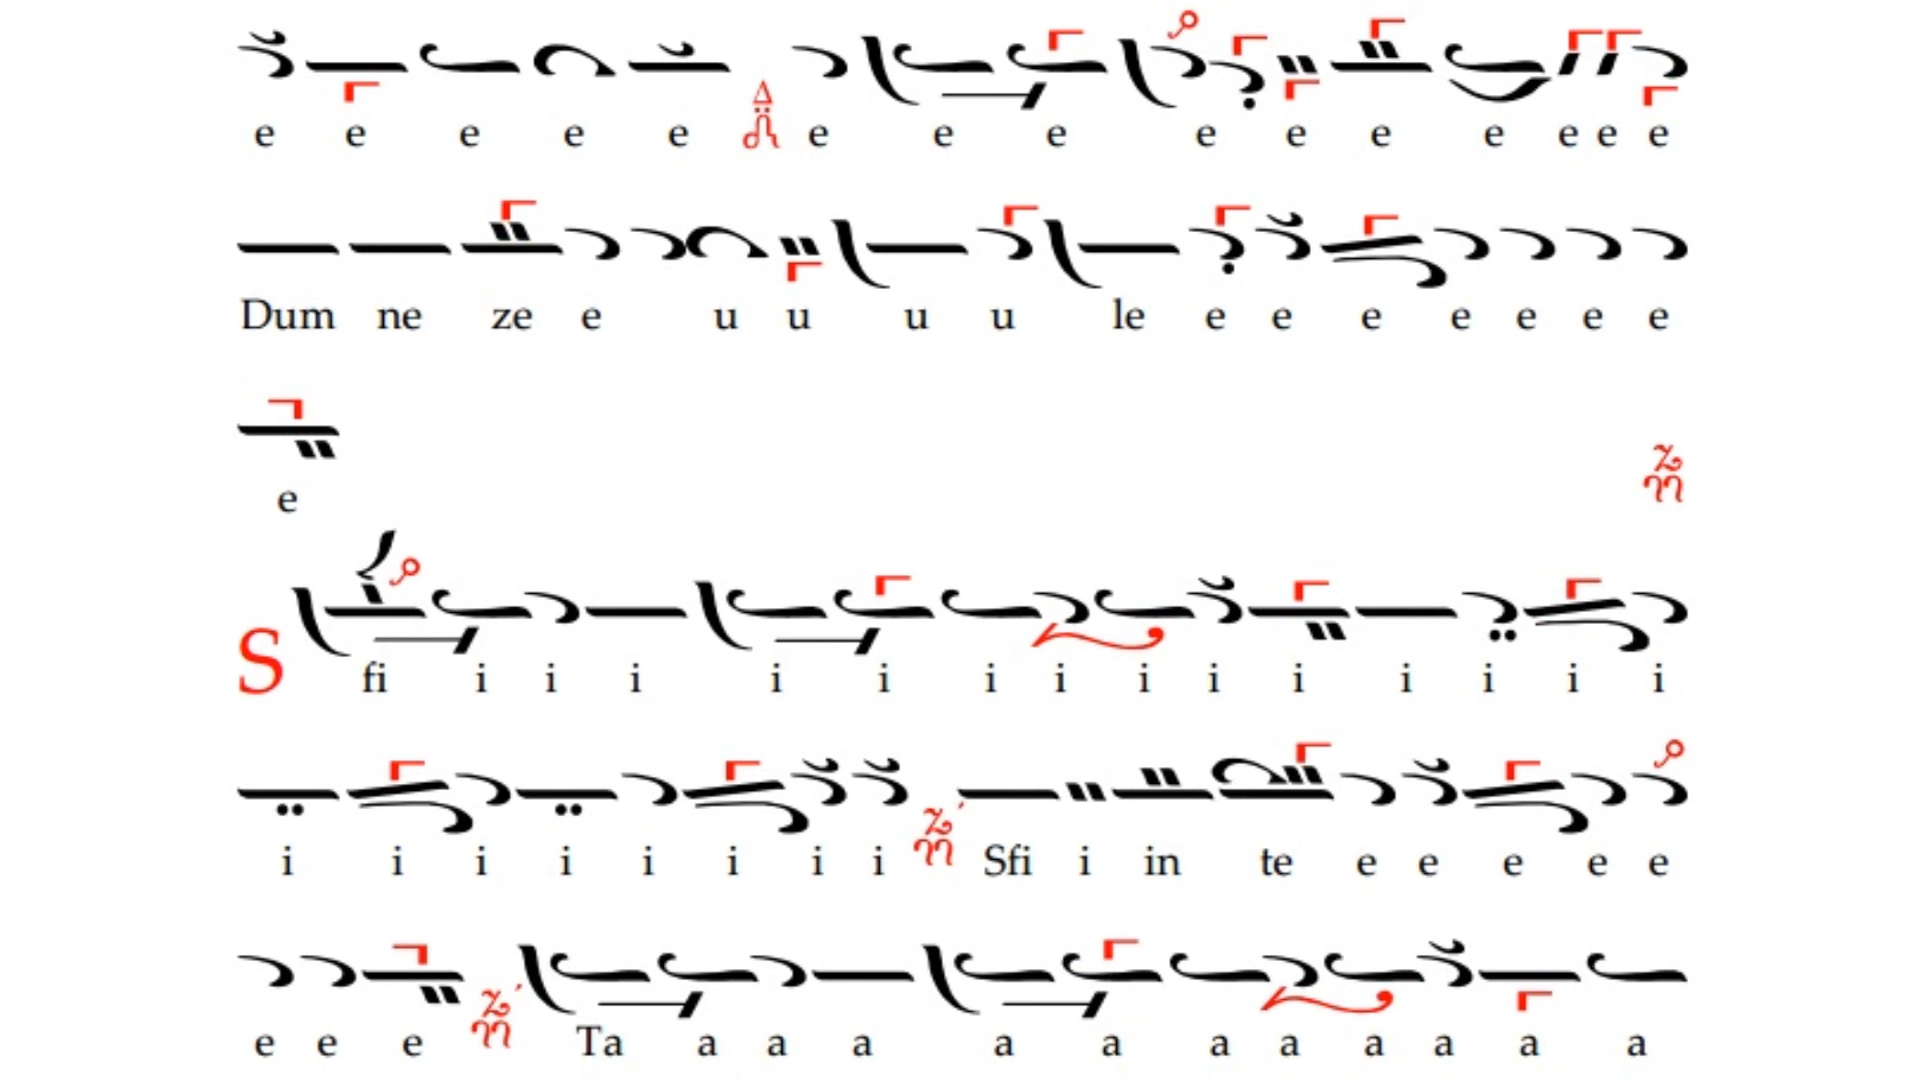 e e e e e e e e e e e e e e e
Dum ne ze e u u u u le e e e e e e e
e
S fi i i i i i i i i i i i i i i
i i i i i i i i Sfi i in te e e e e e
e e e Ta a a a a a a a a a a a